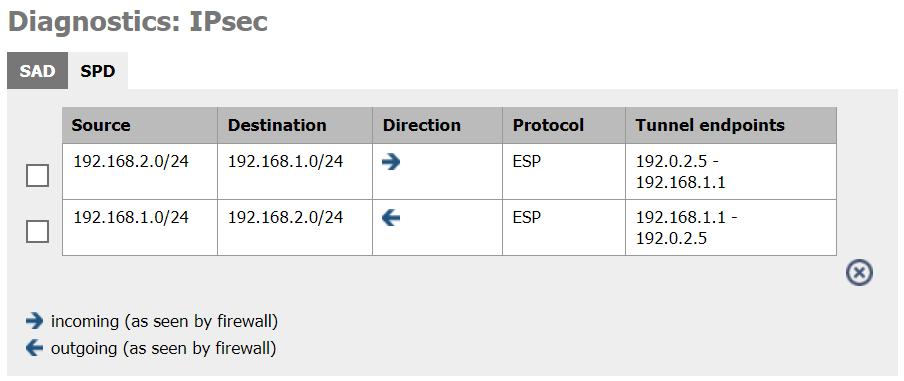 Diagnostics: IPsec
SAD SPD
Source Destination Direction Protocol Tunnel endpoints
192.168.2.0/24 192.168.1.0/24 ESP 192.0.2.5 -
192.168.1.1
192.168.1.0/24 192.168.2.0/24 ESP 192.168.1.1 -
192.0.2.5
incoming (as seen by firewall)
outgoing (as seen by firewall)